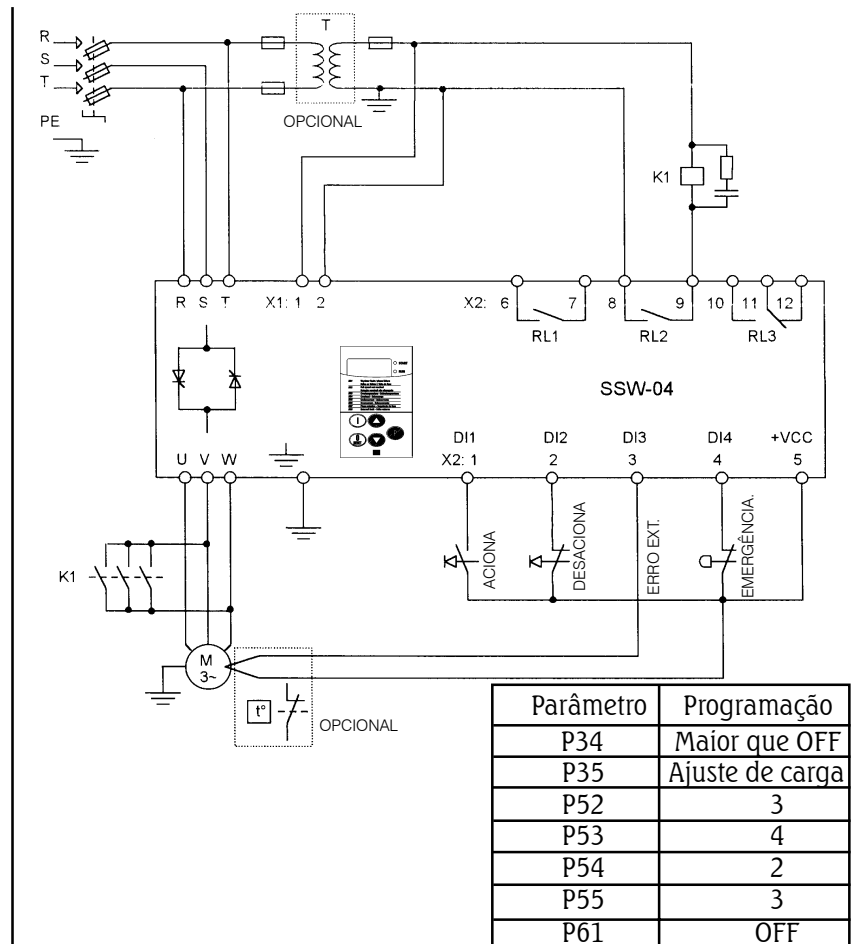 R
S
T
PE
T
OPCIONAL
K1
R S T X1: 1 2 X2: 6 7 8 9 10 11 12
RL1 RL2 RL3
SSW-04
U V W
DI1 DI2 DI3 DI4 +VCC
X2: 1 2 3 4 5
ACIONA
DESACIONA
ERRO EXT.
EMERGÊNCIA.
K1
M
3~
t°
OPCIONAL
Parâmetro Programação
P34 Maior que OFF
P35 Ajuste de carga
P52 3
P53 4
P54 2
P55 3
P61 OFF